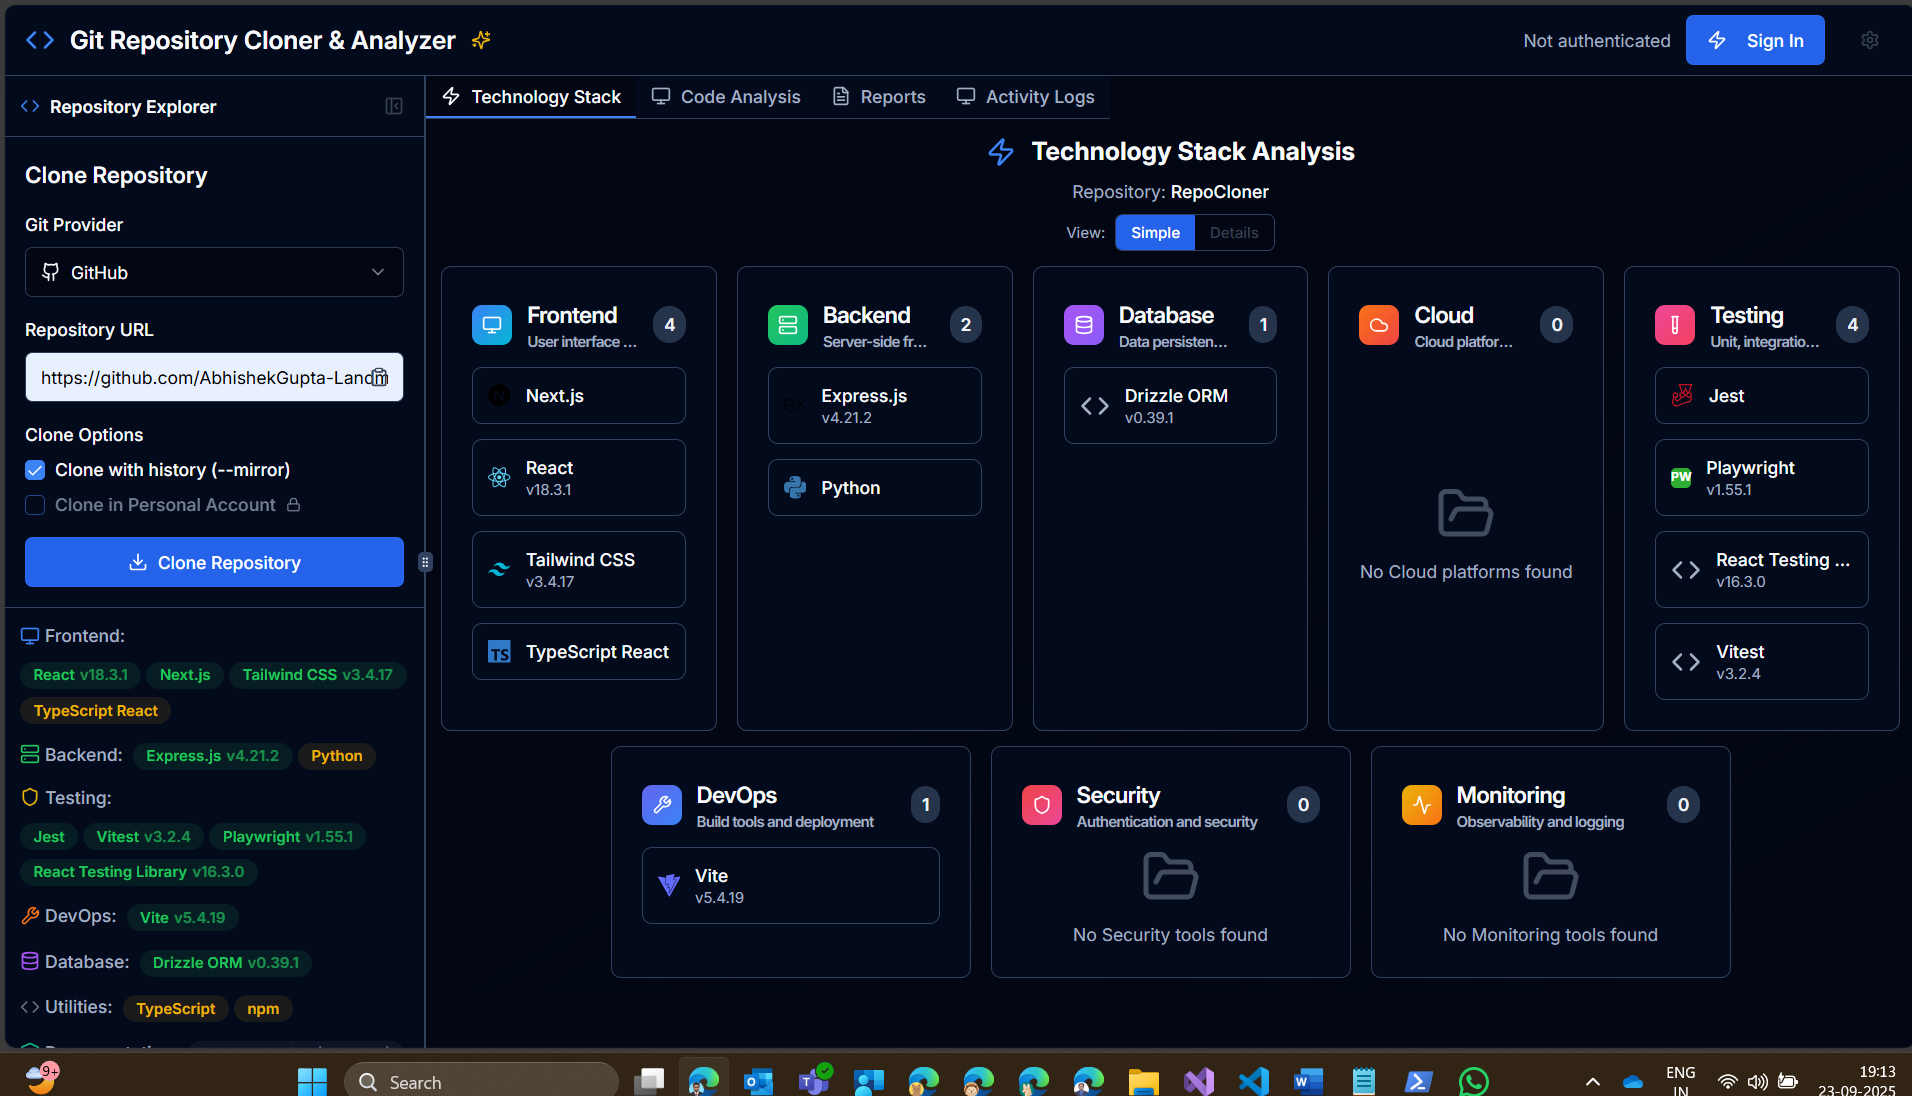 Git Repository Cloner & Analyzer
Not authenticated
Sign In
Repository Explorer
Technology Stack
Code Analysis
Reports
Activity Logs
Clone Repository
Git Provider
GitHub
Repository URL
https://github.com/AbhishekGupta-Landm
Clone Options
Clone with history (--mirror)
Clone in Personal Account
Clone Repository
Frontend:
React v18.3.1
Next.js
Tailwind CSS v3.4.17
TypeScript React
Backend:
Express.js v4.21.2
Python
Testing:
Jest
Vitest v3.2.4
Playwright v1.55.1
React Testing Library v16.3.0
DevOps:
Vite v5.4.19
Database:
Drizzle ORM v0.39.1
Utilities:
TypeScript
npm
Technology Stack Analysis
Repository: RepoCloner
View:
Simple
Details
Frontend
4
User interface ...
Next.js
React
v18.3.1
Tailwind CSS
v3.4.17
TS
TypeScript React
Backend
2
Server-side fr...
ex
Express.js
v4.21.2
Python
Database
1
Data persisten...
Drizzle ORM
v0.39.1
Cloud
0
Cloud platfor...
No Cloud platforms found
Testing
4
Unit, integratio...
Jest
PW
Playwright
v1.55.1
React Testing ...
v16.3.0
Vitest
v3.2.4
DevOps
1
Build tools and deployment
Vite
v5.4.19
Security
0
Authentication and security
No Security tools found
Monitoring
0
Observability and logging
No Monitoring tools found
9+
Search
ENG
IN
19:13
23-09-2025